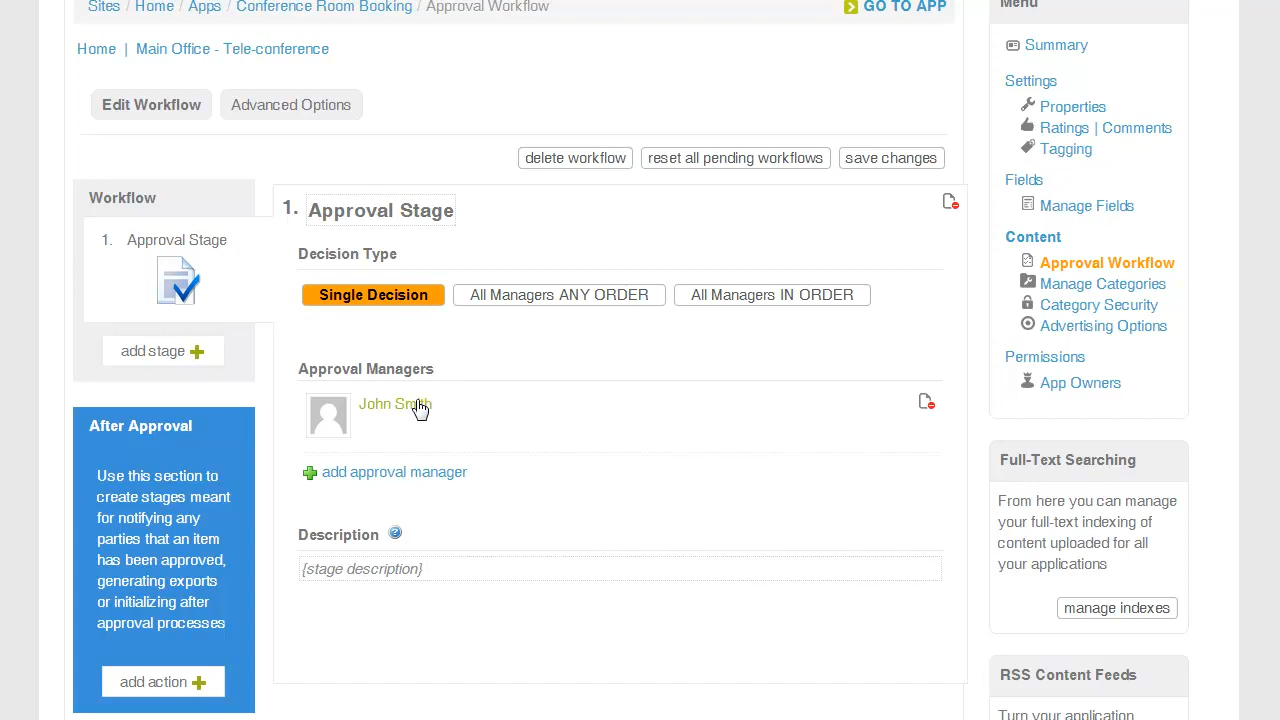 Sites / Home / Apps / Conference Room Booking / Approval Workflow
GO TO APP
Home | Main Office - Tele-conference
Edit Workflow
Advanced Options
delete workflow
reset all pending workflows
save changes
Workflow
1. Approval Stage
add stage
After Approval
Use this section to
create stages meant
for notifying any
parties that an item
has been approved,
generating exports
or initializing after
approval processes
add action
1. Approval Stage
Decision Type
Single Decision
All Managers ANY ORDER
All Managers IN ORDER
Approval Managers
John Smith
add approval manager
Description
{stage description}
Menu
Summary
Settings
Properties
Ratings | Comments
Tagging
Fields
Manage Fields
Content
Approval Workflow
Manage Categories
Category Security
Advertising Options
Permissions
App Owners
Full-Text Searching
From here you can manage
your full-text indexing of
content uploaded for all
your applications
manage indexes
RSS Content Feeds
Turn your application